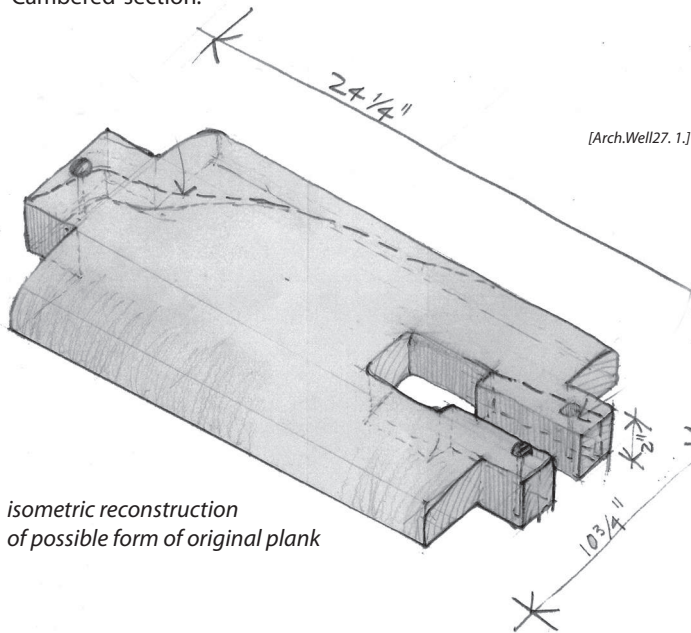 Cambered section.
24 1/4"
[Arch.Well27. 1.]
2"
10 3/4"
isometric reconstruction
of possible form of original plank